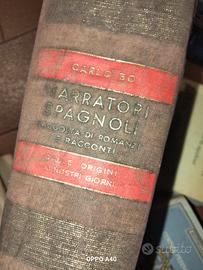 CARLO BO
NARRATORI
SPAGNOLI
RACCOLTA DI ROMANZI
E RACCONTI
DALLE ORIGINI
AI NOSTRI GIORNI
OPPO A40
subito